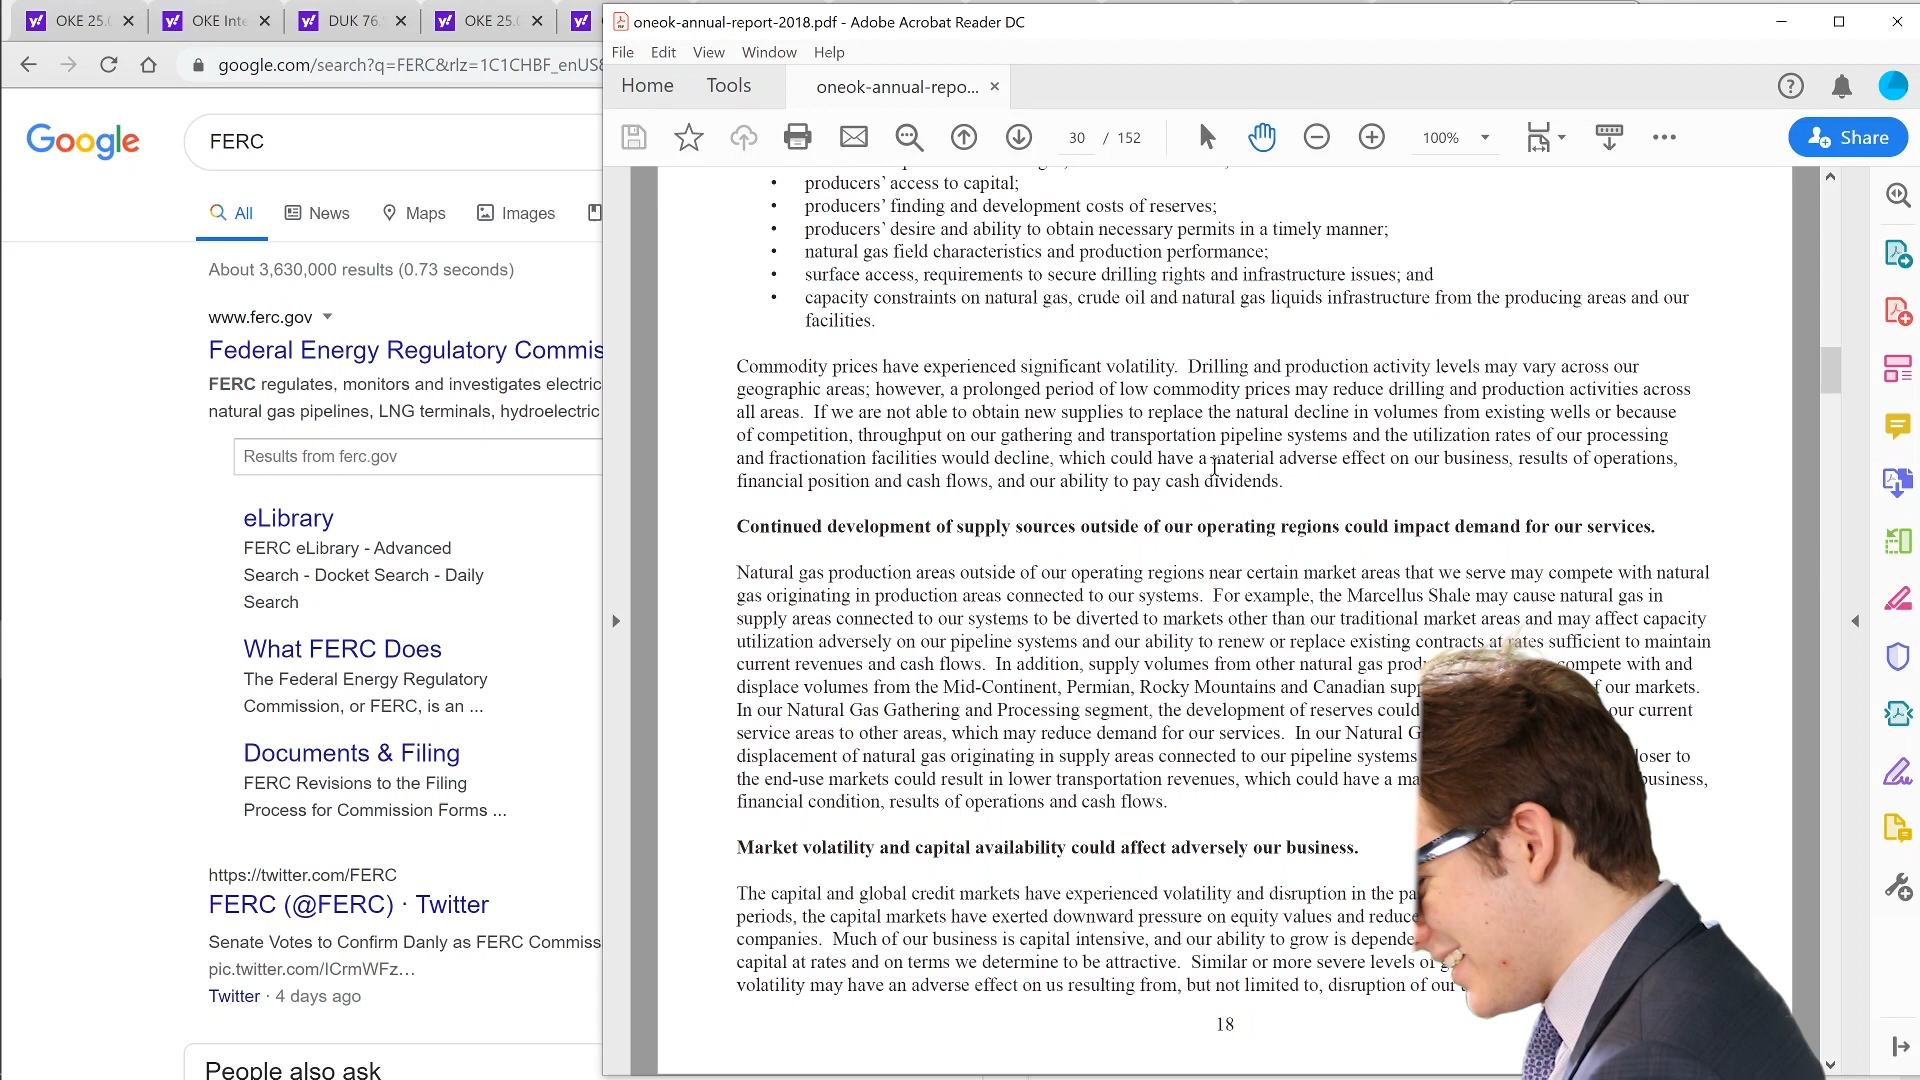 OKE 25.0
OKE Inte
DUK 76.
OKE 25.0
google.com/search?q=FERC&rlz=1C1CHBF_enUS8
Google
FERC
All
News
Maps
Images
About 3,630,000 results (0.73 seconds)
www.ferc.gov
Federal Energy Regulatory Commis
FERC regulates, monitors and investigates electric
natural gas pipelines, LNG terminals, hydroelectric
Results from ferc.gov
eLibrary
FERC eLibrary - Advanced
Search - Docket Search - Daily
Search
What FERC Does
The Federal Energy Regulatory
Commission, or FERC, is an ...
Documents & Filing
FERC Revisions to the Filing
Process for Commission Forms ...
https://twitter.com/FERC
FERC (@FERC) · Twitter
Senate Votes to Confirm Danly as FERC Commiss
pic.twitter.com/ICrmWFz…
Twitter · 4 days ago
People also ask
oneok-annual-report-2018.pdf - Adobe Acrobat Reader DC
File Edit View Window Help
Home Tools oneok-annual-repo...
30 / 152
100%
Share
• producers' access to capital;
• producers' finding and development costs of reserves;
• producers' desire and ability to obtain necessary permits in a timely manner;
• natural gas field characteristics and production performance;
• surface access, requirements to secure drilling rights and infrastructure issues; and
• capacity constraints on natural gas, crude oil and natural gas liquids infrastructure from the producing areas and our
facilities.
Commodity prices have experienced significant volatility. Drilling and production activity levels may vary across our
geographic areas; however, a prolonged period of low commodity prices may reduce drilling and production activities across
all areas. If we are not able to obtain new supplies to replace the natural decline in volumes from existing wells or because
of competition, throughput on our gathering and transportation pipeline systems and the utilization rates of our processing
and fractionation facilities would decline, which could have a material adverse effect on our business, results of operations,
financial position and cash flows, and our ability to pay cash dividends.
Continued development of supply sources outside of our operating regions could impact demand for our services.
Natural gas production areas outside of our operating regions near certain market areas that we serve may compete with natural
gas originating in production areas connected to our systems. For example, the Marcellus Shale may cause natural gas in
supply areas connected to our systems to be diverted to markets other than our traditional market areas and may affect capacity
utilization adversely on our pipeline systems and our ability to renew or replace existing contracts at rates sufficient to maintain
current revenues and cash flows. In addition, supply volumes from other natural gas prod compete with and
displace volumes from the Mid-Continent, Permian, Rocky Mountains and Canadian supp of our markets.
In our Natural Gas Gathering and Processing segment, the development of reserves could our current
service areas to other areas, which may reduce demand for our services. In our Natural G
displacement of natural gas originating in supply areas connected to our pipeline systems loser to
the end-use markets could result in lower transportation revenues, which could have a ma business,
financial condition, results of operations and cash flows.
Market volatility and capital availability could affect adversely our business.
The capital and global credit markets have experienced volatility and disruption in the pa
periods, the capital markets have exerted downward pressure on equity values and reduce
companies. Much of our business is capital intensive, and our ability to grow is depende
capital at rates and on terms we determine to be attractive. Similar or more severe levels of g
volatility may have an adverse effect on us resulting from, but not limited to, disruption of our
18